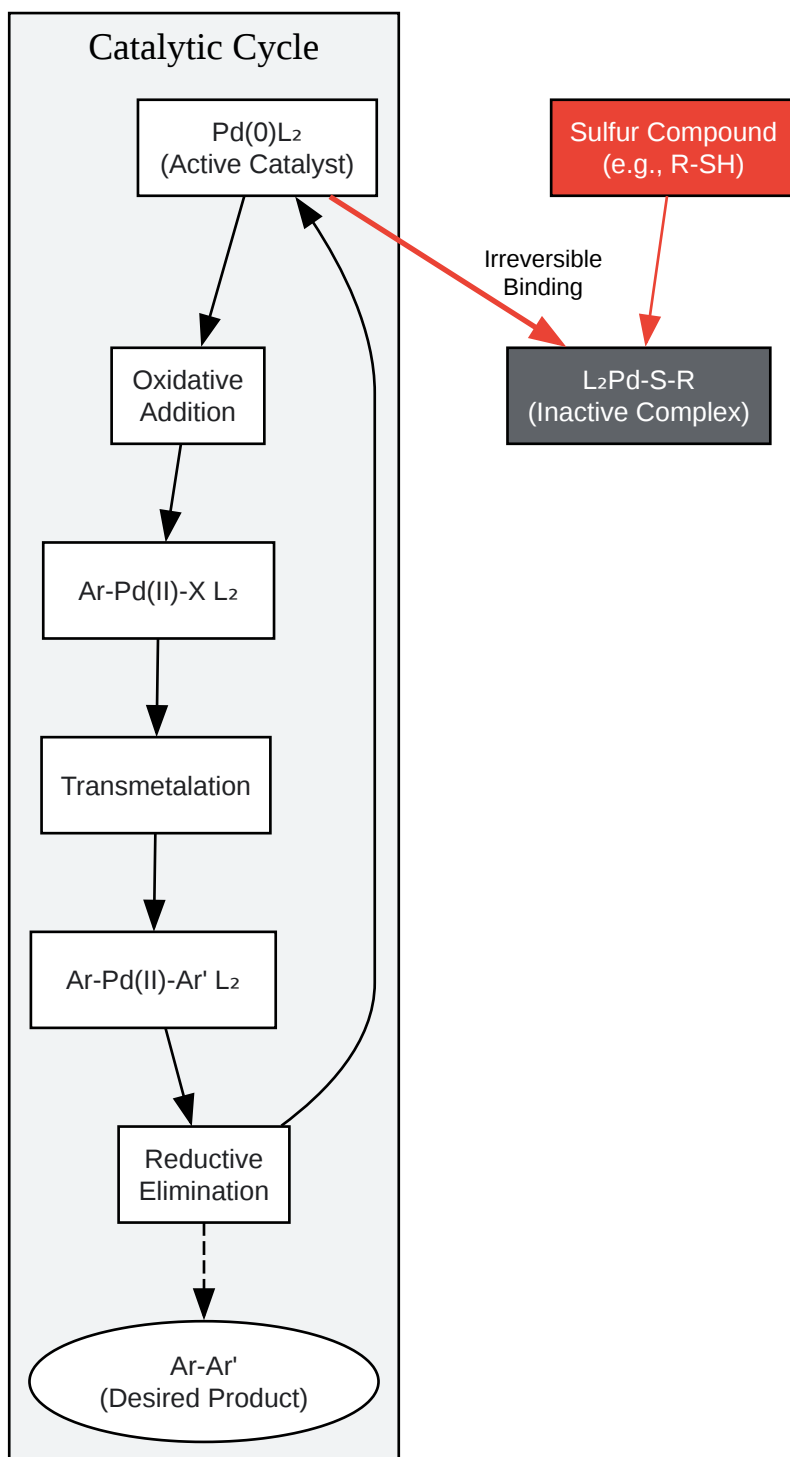 Catalytic Cycle
Pd(0)L₂
(Active Catalyst)
Sulfur Compound
(e.g., R-SH)
Irreversible
Binding
Oxidative
Addition
L₂Pd-S-R
(Inactive Complex)
Ar-Pd(II)-X L₂
Transmetalation
Ar-Pd(II)-Ar' L₂
Reductive
Elimination
Ar-Ar'
(Desired Product)